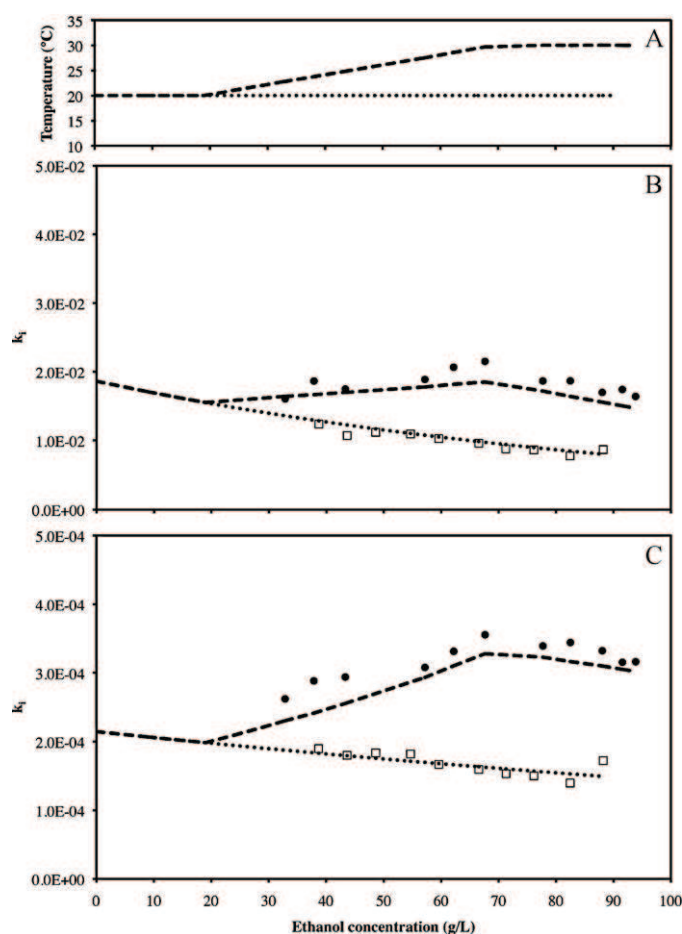 35
30
25
20
15
10
Temperature (°C)
A
5.0E-02
4.0E-02
3.0E-02
2.0E-02
1.0E-02
0.0E+00
ki
B
5.0E-04
4.0E-04
3.0E-04
2.0E-04
1.0E-04
0.0E+00
ki
C
0 10 20 30 40 50 60 70 80 90 100
Ethanol concentration (g/L)